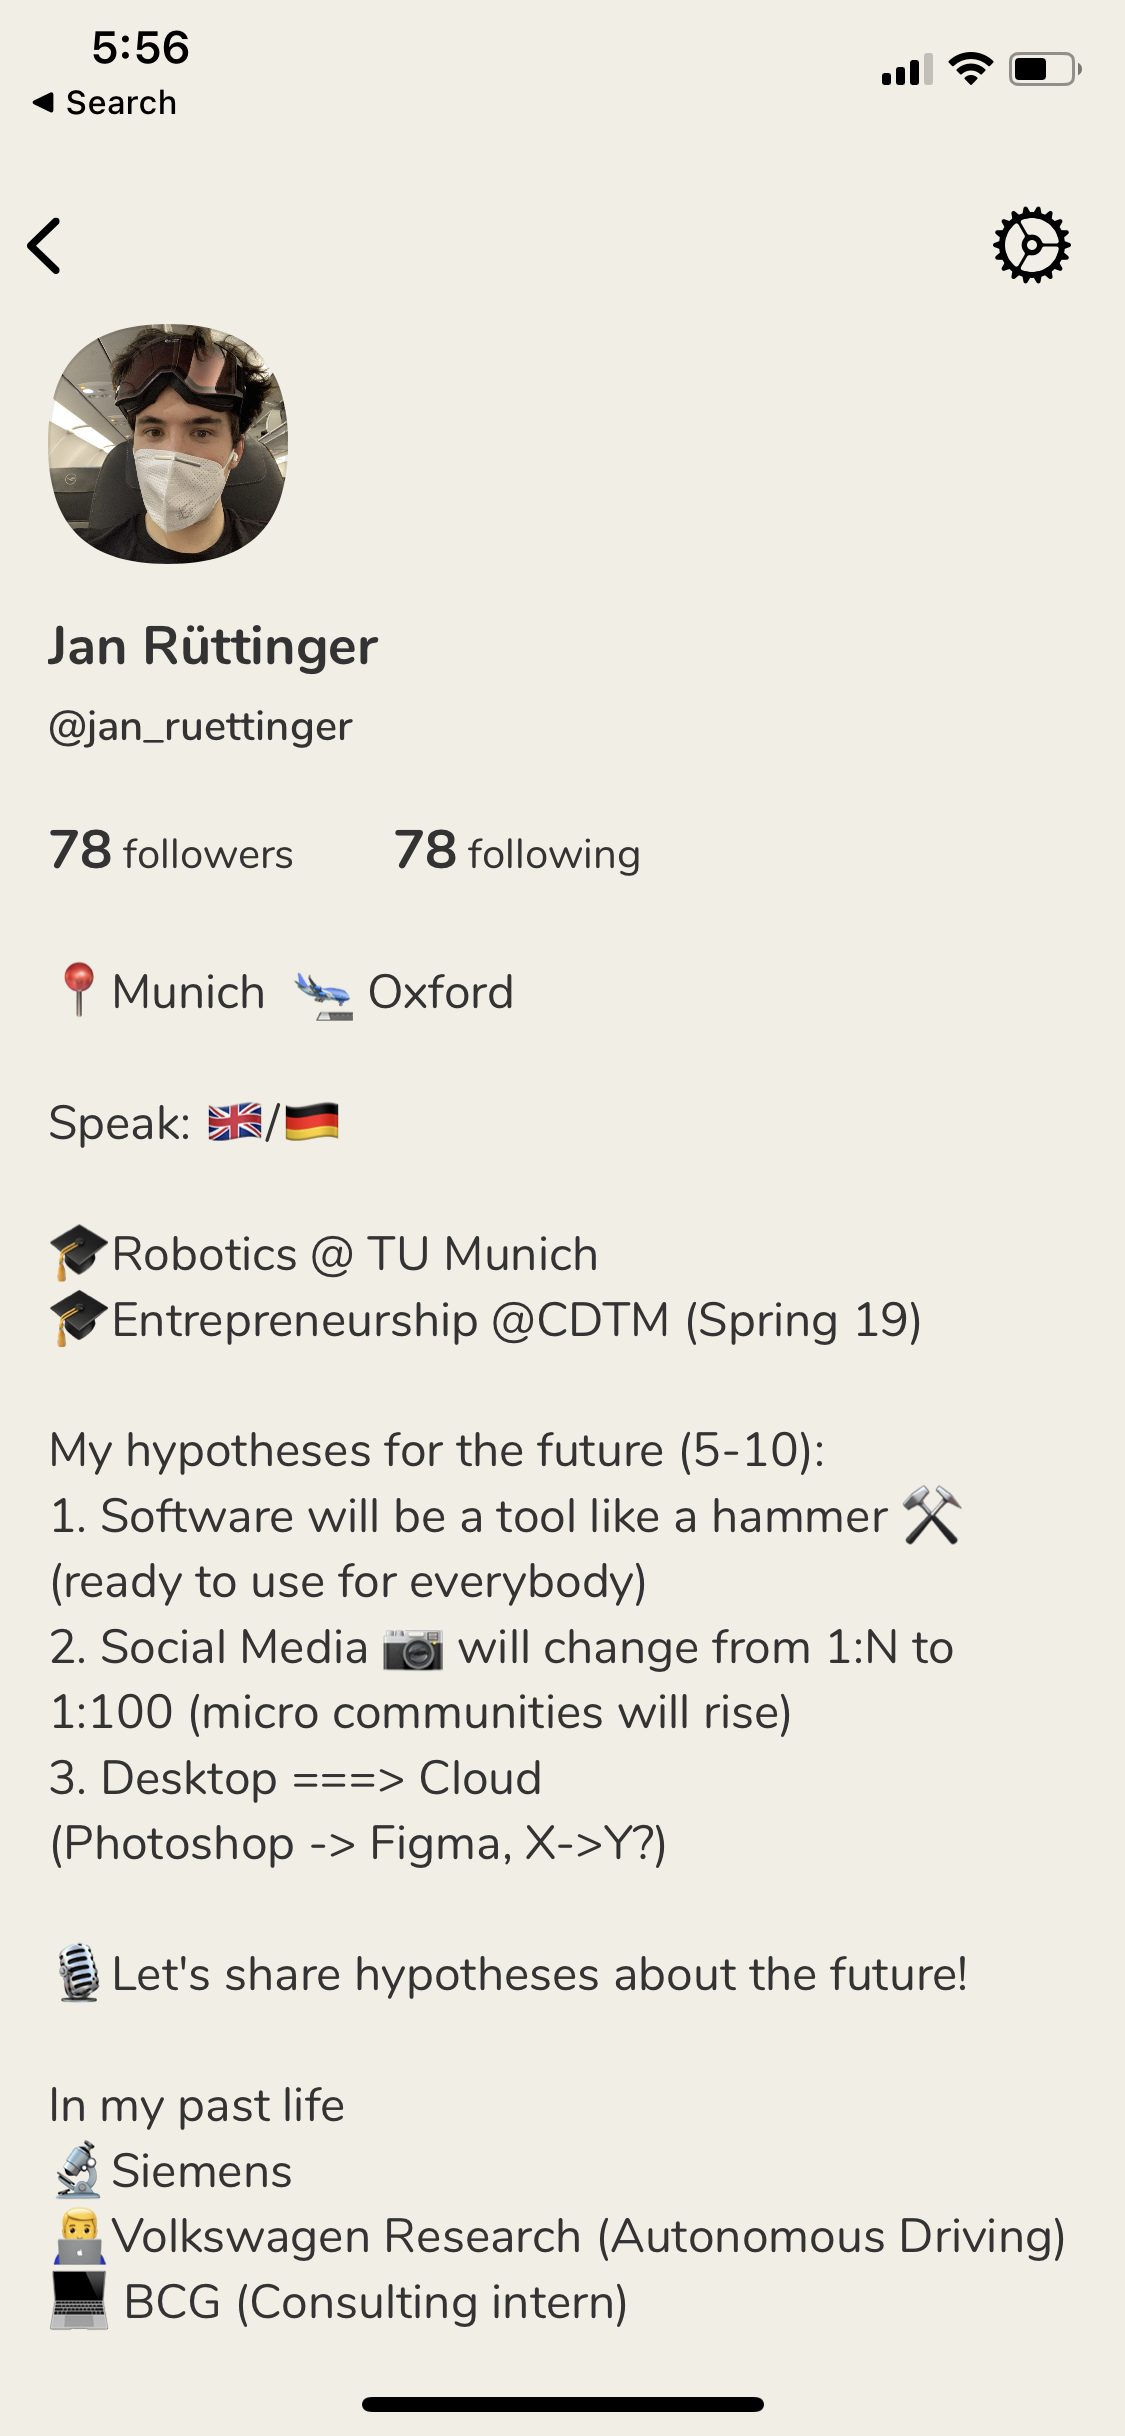 5:56
◀ Search
Jan Rüttinger
@jan_ruettinger
78 followers 78 following
📍Munich 🛫 Oxford
Speak: 🇬🇧/🇩🇪
🎓Robotics @ TU Munich
🎓Entrepreneurship @CDTM (Spring 19)
My hypotheses for the future (5-10):
1. Software will be a tool like a hammer ⚒️
(ready to use for everybody)
2. Social Media 📷 will change from 1:N to
1:100 (micro communities will rise)
3. Desktop ===> Cloud
(Photoshop -> Figma, X->Y?)
🎙️Let's share hypotheses about the future!
In my past life
🔬Siemens
👨‍💻Volkswagen Research (Autonomous Driving)
💻 BCG (Consulting intern)